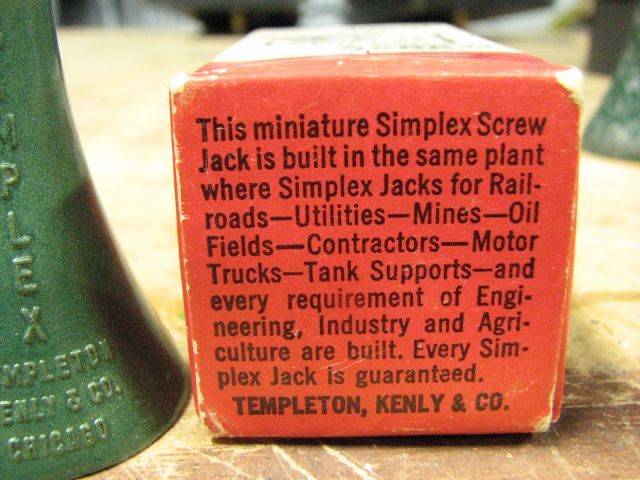 This miniature Simplex Screw
Jack is built in the same plant
where Simplex Jacks for Rail-
roads—Utilities—Mines—Oil
Fields—Contractors—Motor
Trucks—Tank Supports—and
every requirement of Engi-
neering, Industry and Agri-
culture are built. Every Sim-
plex Jack is guaranteed.
TEMPLETON, KENLY & CO.
MPLEX
MPLETON
ENLY & CO.
CHICAGO